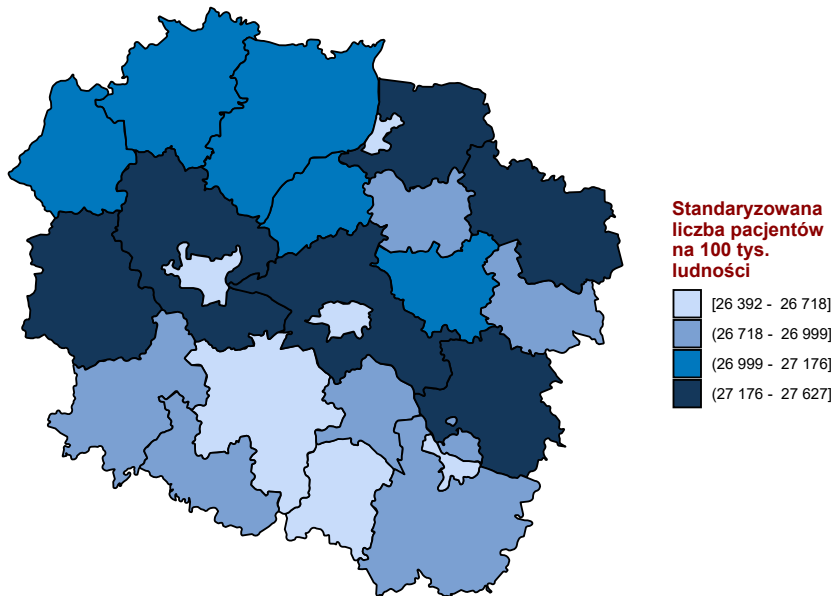 Standaryzowana
liczba pacjentów
na 100 tys.
ludności
[26 392 - 26 718]
(26 718 - 26 999]
(26 999 - 27 176]
(27 176 - 27 627]